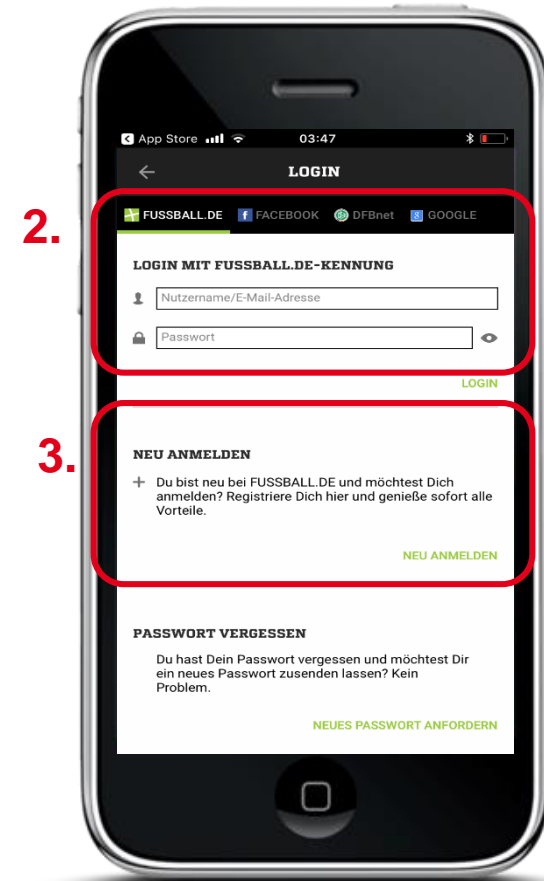 App Store 03:47
LOGIN
2.
FUSSBALL.DE FACEBOOK DFBnet GOOGLE
LOGIN MIT FUSSBALL.DE-KENNUNG
Nutzername/E-Mail-Adresse
Passwort
LOGIN
3.
NEU ANMELDEN
Du bist neu bei FUSSBALL.DE und möchtest Dich
anmelden? Registriere Dich hier und genieße sofort alle
Vorteile.
NEU ANMELDEN
PASSWORT VERGESSEN
Du hast Dein Passwort vergessen und möchtest Dir
ein neues Passwort zusenden lassen? Kein
Problem.
NEUES PASSWORT ANFORDERN